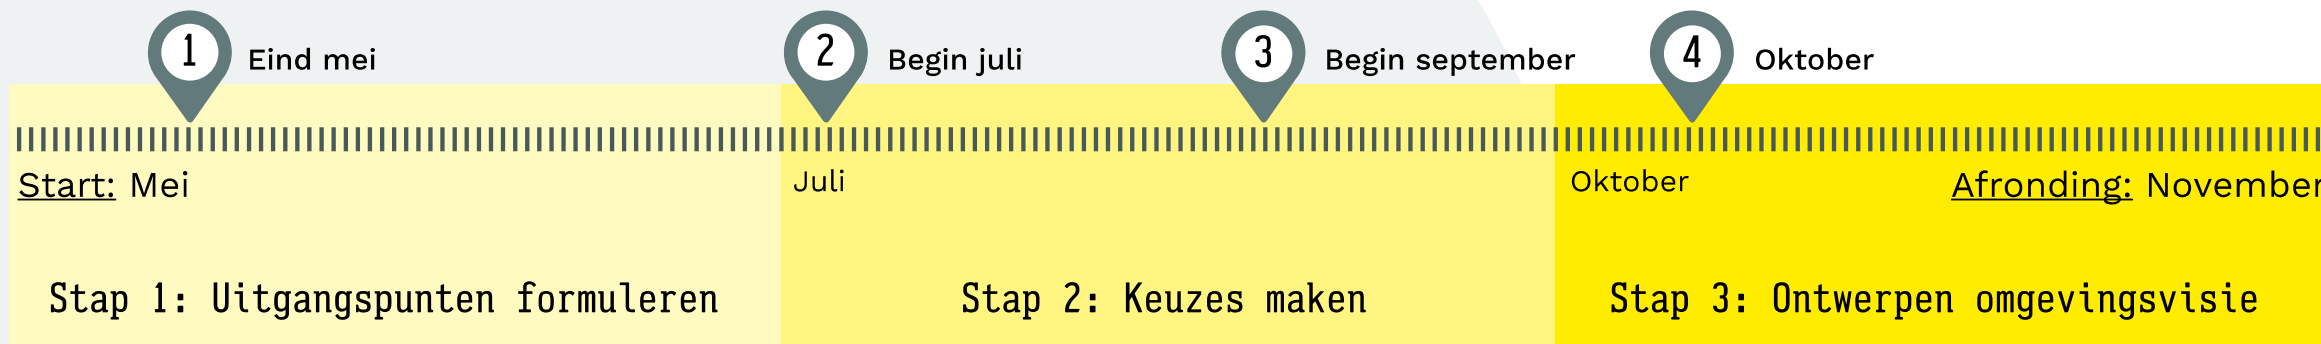 1 Eind mei
2 Begin juli
3 Begin september
4 Oktober
Start: Mei
Juli
Oktober
Afronding: November
Stap 1: Uitgangspunten formuleren
Stap 2: Keuzes maken
Stap 3: Ontwerpen omgevingsvisie